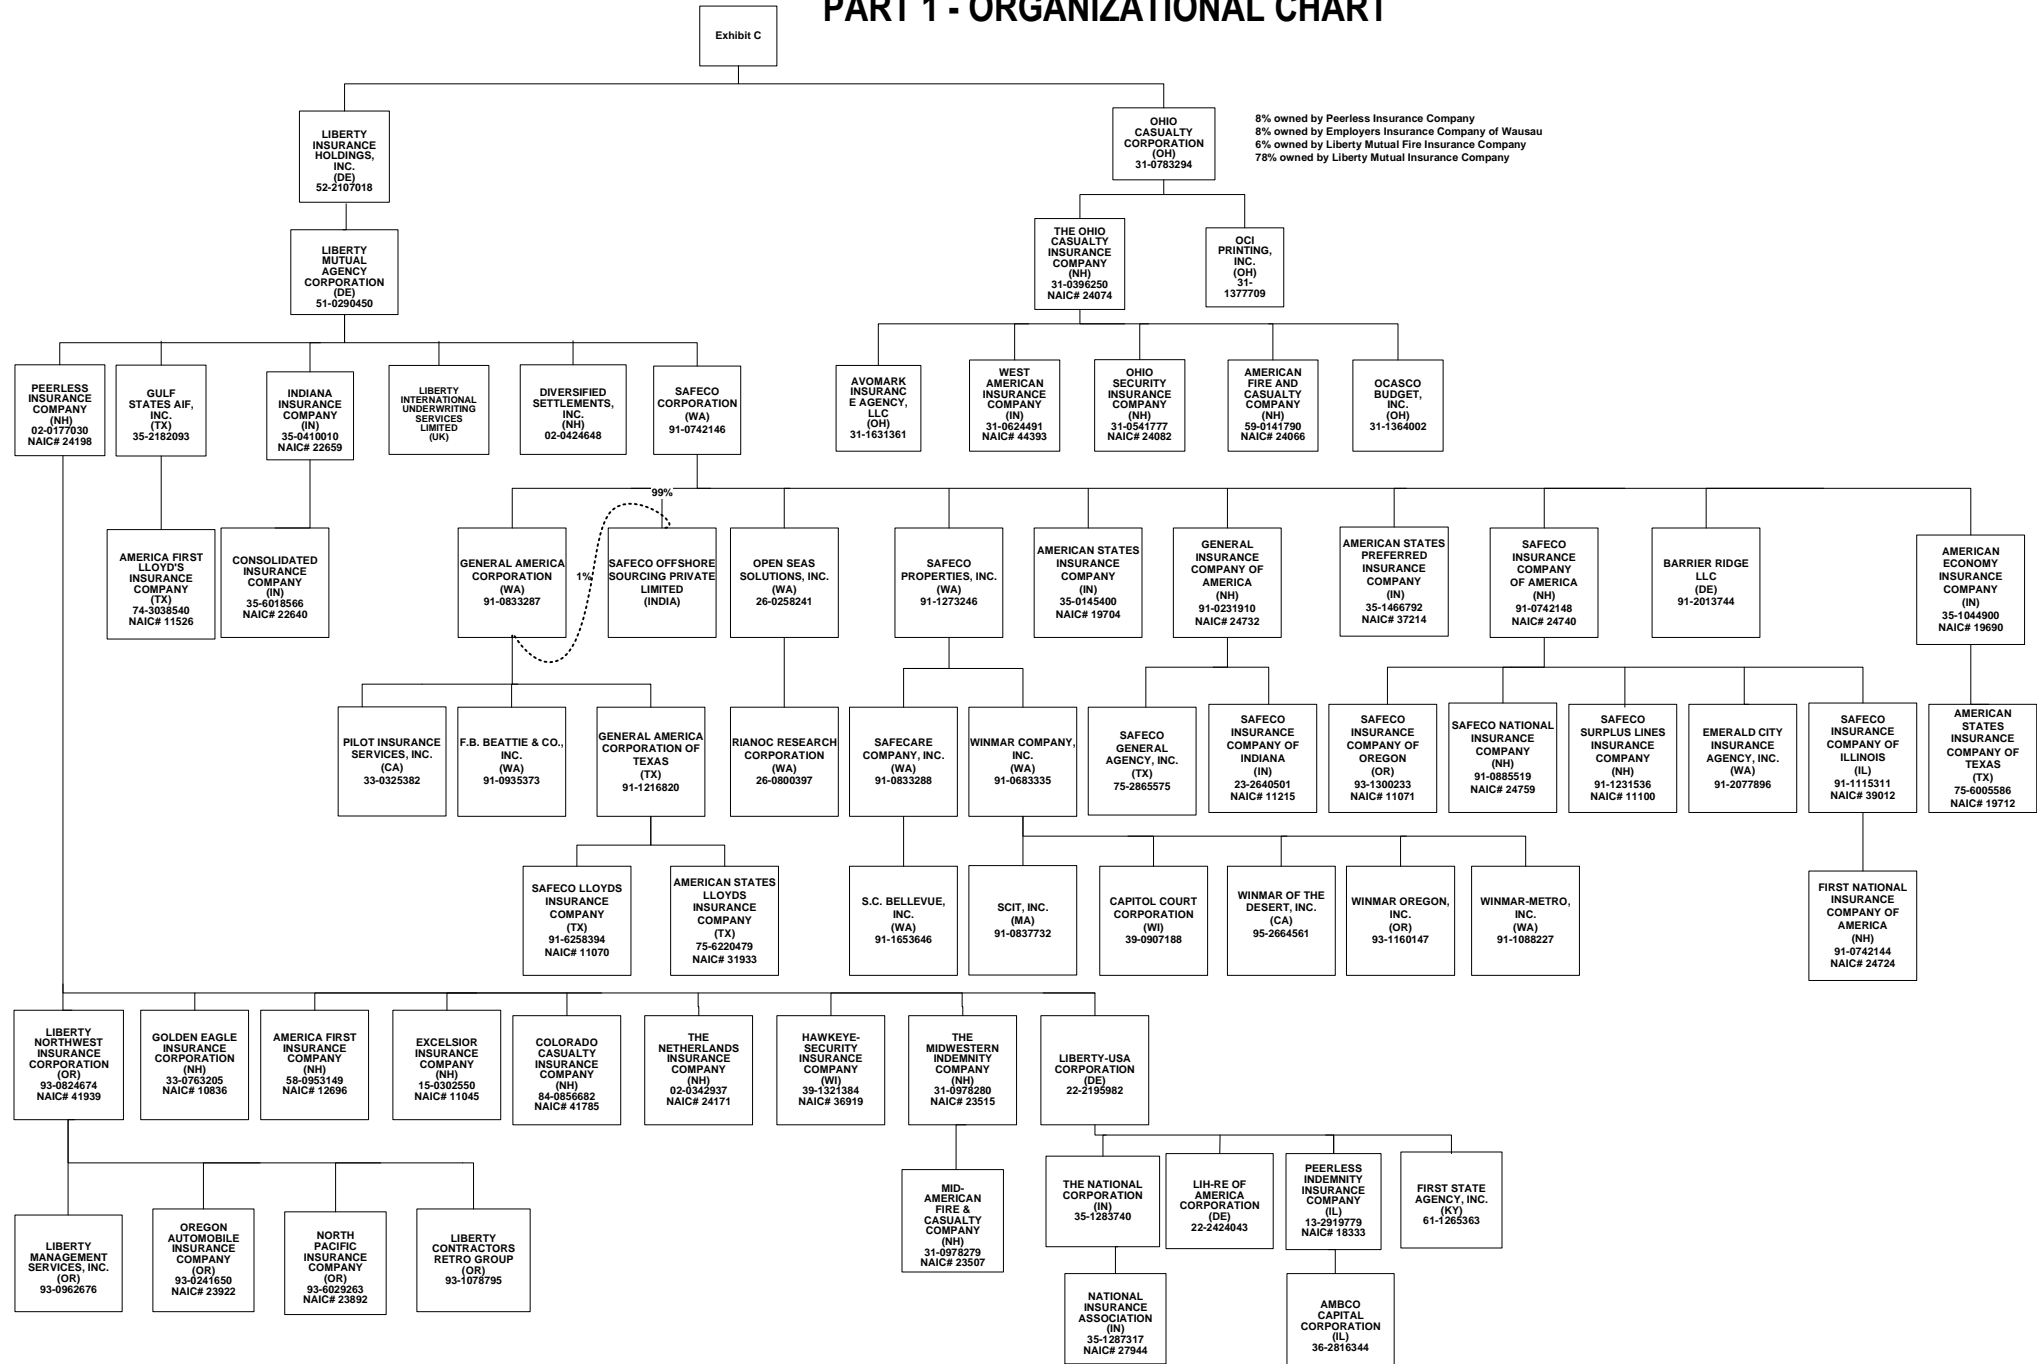 PART 1 - ORGANIZATIONAL CHART
Exhibit C
LIBERTY
INSURANCE
HOLDINGS,
INC.
(DE)
52-2107018
OHIO
CASUALTY
CORPORATION
(OH)
31-0783294
8% owned by Peerless Insurance Company
8% owned by Employers Insurance Company of Wausau
6% owned by Liberty Mutual Fire Insurance Company
78% owned by Liberty Mutual Insurance Company
LIBERTY
MUTUAL
AGENCY
CORPORATION
(DE)
51-0290450
THE OHIO
CASUALTY
INSURANCE
COMPANY
(NH)
31-0396250
NAIC# 24074
OCI
PRINTING,
INC.
(OH)
31-
1377709
PEERLESS
INSURANCE
COMPANY
(NH)
02-0177030
NAIC# 24198
GULF
STATES AIF,
INC.
(TX)
35-2182093
INDIANA
INSURANCE
COMPANY
(IN)
35-0410010
NAIC# 22659
LIBERTY
INTERNATIONAL
UNDERWRITING
SERVICES
LIMITED
(UK)
DIVERSIFIED
SETTLEMENTS,
INC.
(NH)
02-0424648
SAFECO
CORPORATION
(WA)
91-0742146
AVOMARK
INSURANC
E AGENCY,
LLC
(OH)
31-1631361
WEST
AMERICAN
INSURANCE
COMPANY
(IN)
31-0624491
NAIC# 44393
OHIO
SECURITY
INSURANCE
COMPANY
(NH)
31-0541777
NAIC# 24082
AMERICAN
FIRE AND
CASUALTY
COMPANY
(NH)
59-0141790
NAIC# 24066
OCASCO
BUDGET,
INC.
(OH)
31-1364002
99%
1%
AMERICA FIRST
LLOYD'S
INSURANCE
COMPANY
(TX)
74-3038540
NAIC# 11526
CONSOLIDATED
INSURANCE
COMPANY
(IN)
35-6018566
NAIC# 22640
GENERAL AMERICA
CORPORATION
(WA)
91-0833287
SAFECO OFFSHORE
SOURCING PRIVATE
LIMITED
(INDIA)
OPEN SEAS
SOLUTIONS, INC.
(WA)
26-0258241
SAFECO
PROPERTIES, INC.
(WA)
91-1273246
AMERICAN STATES
INSURANCE
COMPANY
(IN)
35-0145400
NAIC# 19704
GENERAL
INSURANCE
COMPANY OF
AMERICA
(NH)
91-0231910
NAIC# 24732
AMERICAN STATES
PREFERRED
INSURANCE
COMPANY
(IN)
35-1466792
NAIC# 37214
SAFECO
INSURANCE
COMPANY
OF AMERICA
(NH)
91-0742148
NAIC# 24740
BARRIER RIDGE
LLC
(DE)
91-2013744
AMERICAN
ECONOMY
INSURANCE
COMPANY
(IN)
35-1044900
NAIC# 19690
PILOT INSURANCE
SERVICES, INC.
(CA)
33-0325382
F.B. BEATTIE & CO.,
INC.
(WA)
91-0935373
GENERAL AMERICA
CORPORATION OF
TEXAS
(TX)
91-1216820
RIANOC RESEARCH
CORPORATION
(WA)
26-0800397
SAFECARE
COMPANY, INC.
(WA)
91-0833288
WINMAR COMPANY,
INC.
(WA)
91-0683335
SAFECO
GENERAL
AGENCY, INC.
(TX)
75-2865575
SAFECO
INSURANCE
COMPANY OF
INDIANA
(IN)
23-2640501
NAIC# 11215
SAFECO
INSURANCE
COMPANY OF
OREGON
(OR)
93-1300233
NAIC# 11071
SAFECO NATIONAL
INSURANCE
COMPANY
(NH)
91-0885519
NAIC# 24759
SAFECO
SURPLUS LINES
INSURANCE
COMPANY
(NH)
91-1231536
NAIC# 11100
EMERALD CITY
INSURANCE
AGENCY, INC.
(WA)
91-2077896
SAFECO
INSURANCE
COMPANY OF
ILLINOIS
(IL)
91-1115311
NAIC# 39012
AMERICAN
STATES
INSURANCE
COMPANY OF
TEXAS
(TX)
75-6005586
NAIC# 19712
SAFECO LLOYDS
INSURANCE
COMPANY
(TX)
91-6258394
NAIC# 11070
AMERICAN STATES
LLOYDS
INSURANCE
COMPANY
(TX)
75-6220479
NAIC# 31933
S.C. BELLEVUE,
INC.
(WA)
91-1653646
SCIT, INC.
(MA)
91-0837732
CAPITOL COURT
CORPORATION
(WI)
39-0907188
WINMAR OF THE
DESERT, INC.
(CA)
95-2664561
WINMAR OREGON,
INC.
(OR)
93-1160147
WINMAR-METRO,
INC.
(WA)
91-1088227
FIRST NATIONAL
INSURANCE
COMPANY OF
AMERICA
(NH)
91-0742144
NAIC# 24724
LIBERTY
NORTHWEST
INSURANCE
CORPORATION
(OR)
93-0824674
NAIC# 41939
GOLDEN EAGLE
INSURANCE
CORPORATION
(NH)
33-0763205
NAIC# 10836
AMERICA FIRST
INSURANCE
COMPANY
(NH)
58-0953149
NAIC# 12696
EXCELSIOR
INSURANCE
COMPANY
(NH)
15-0302550
NAIC# 11045
COLORADO
CASUALTY
INSURANCE
COMPANY
(NH)
84-0856682
NAIC# 41785
THE
NETHERLANDS
INSURANCE
COMPANY
(NH)
02-0342937
NAIC# 24171
HAWKEYE-
SECURITY
INSURANCE
COMPANY
(WI)
39-1321384
NAIC# 36919
THE
MIDWESTERN
INDEMNITY
COMPANY
(NH)
31-0978280
NAIC# 23515
LIBERTY-USA
CORPORATION
(DE)
22-2195982
LIBERTY
MANAGEMENT
SERVICES, INC.
(OR)
93-0962676
OREGON
AUTOMOBILE
INSURANCE
COMPANY
(OR)
93-0241650
NAIC# 23922
NORTH
PACIFIC
INSURANCE
COMPANY
(OR)
93-6029263
NAIC# 23892
LIBERTY
CONTRACTORS
RETRO GROUP
(OR)
93-1078795
MID-
AMERICAN
FIRE &
CASUALTY
COMPANY
(NH)
31-0978279
NAIC# 23507
THE NATIONAL
CORPORATION
(IN)
35-1283740
LIH-RE OF
AMERICA
CORPORATION
(DE)
22-2424043
PEERLESS
INDEMNITY
INSURANCE
COMPANY
(IL)
13-2919779
NAIC# 18333
FIRST STATE
AGENCY, INC.
(KY)
61-1265363
NATIONAL
INSURANCE
ASSOCIATION
(IN)
35-1287317
NAIC# 27944
AMBCO
CAPITAL
CORPORATION
(IL)
36-2816344